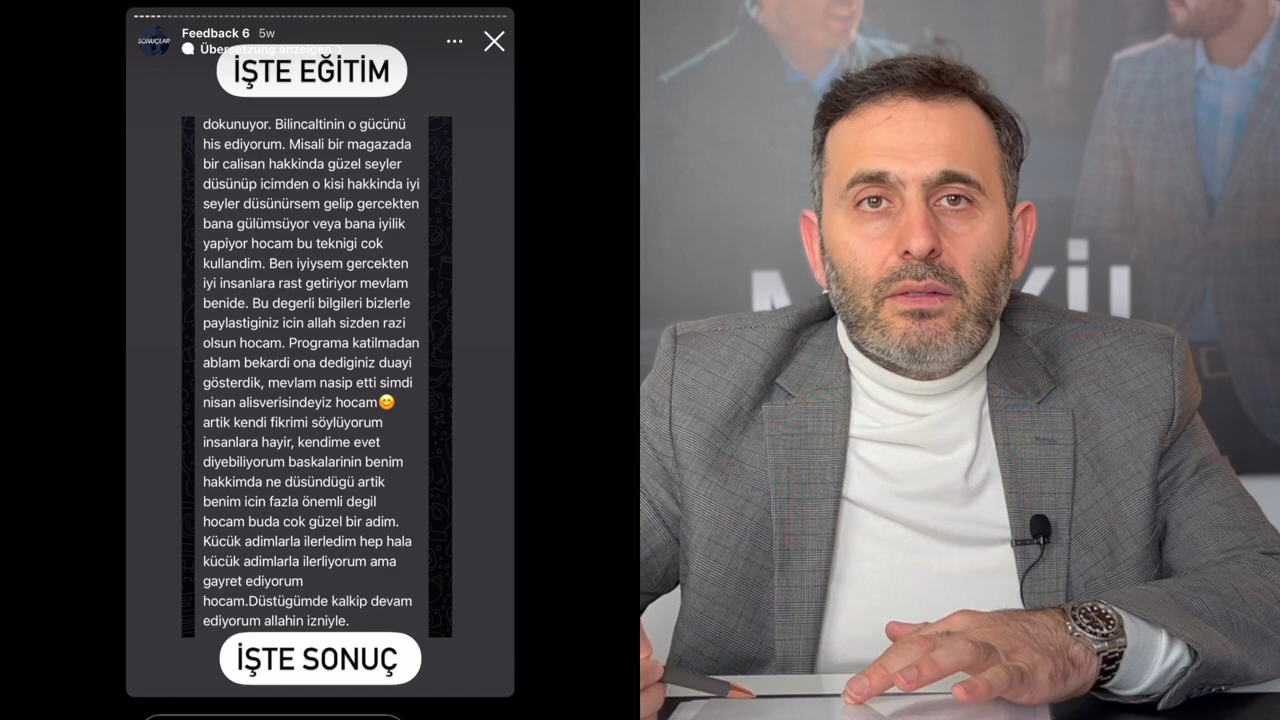 Feedback 6 5w
SONUÇLAR
Übersetzung anzeigen >
İŞTE EĞİTİM
dokunuyor. Bilincaltinin o gücünü
his ediyorum. Misali bir magazada
bir calisan hakkinda güzel seyler
düsünüp icimden o kisi hakkinda iyi
seyler düsünürsem gelip gercekten
bana gülümsüyor veya bana iyilik
yapiyor hocam bu teknigi cok
kullandim. Ben iyiysem gercekten
iyi insanlara rast getiriyor mevlam
benide. Bu degerli bilgileri bizlerle
paylastiginiz icin allah sizden razi
olsun hocam. Programa katilmadan
ablam bekardi ona dediginiz duayi
gösterdik, mevlam nasip etti simdi
nisan alisverisindeyiz hocam😊
artik kendi fikrimi söylüyorum
insanlara hayir, kendime evet
diyebiliyorum baskalarinin benim
hakkimda ne düsündügü artik
benim icin fazla önemli degil
hocam buda cok güzel bir adim.
Kücük adimlarla ilerledim hep hala
kücük adimlarla ilerliyorum ama
gayret ediyorum
hocam.Düstügümde kalkip devam
ediyorum allahin izniyle.
İŞTE SONUÇ